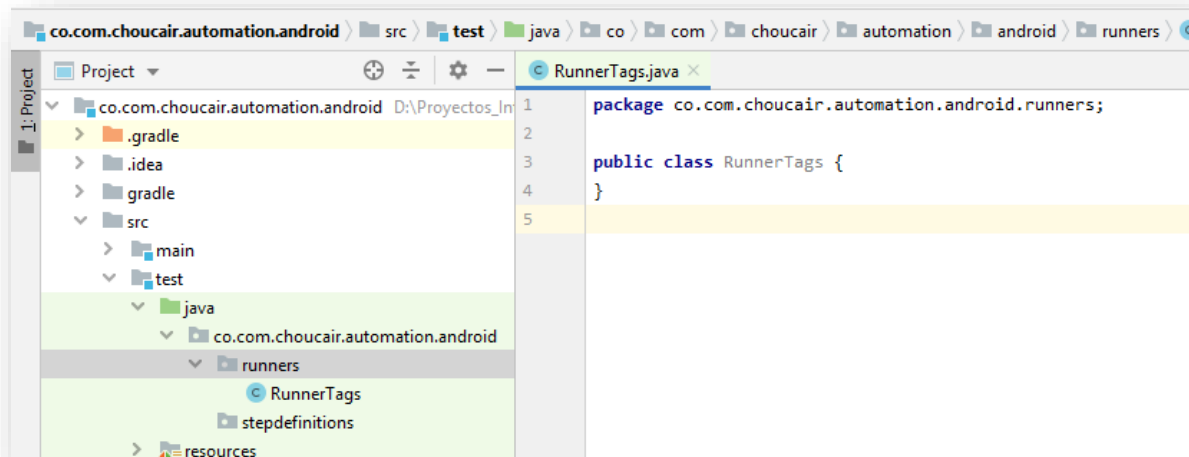 co.com.choucair.automation.android src test java co com choucair automation android runners
1: Project
Project
RunnerTags.java
co.com.choucair.automation.android D:\Proyectos_In
.gradle
.idea
gradle
src
main
test
java
co.com.choucair.automation.android
runners
RunnerTags
stepdefinitions
resources
1 package co.com.choucair.automation.android.runners;
2
3 public class RunnerTags {
4 }
5